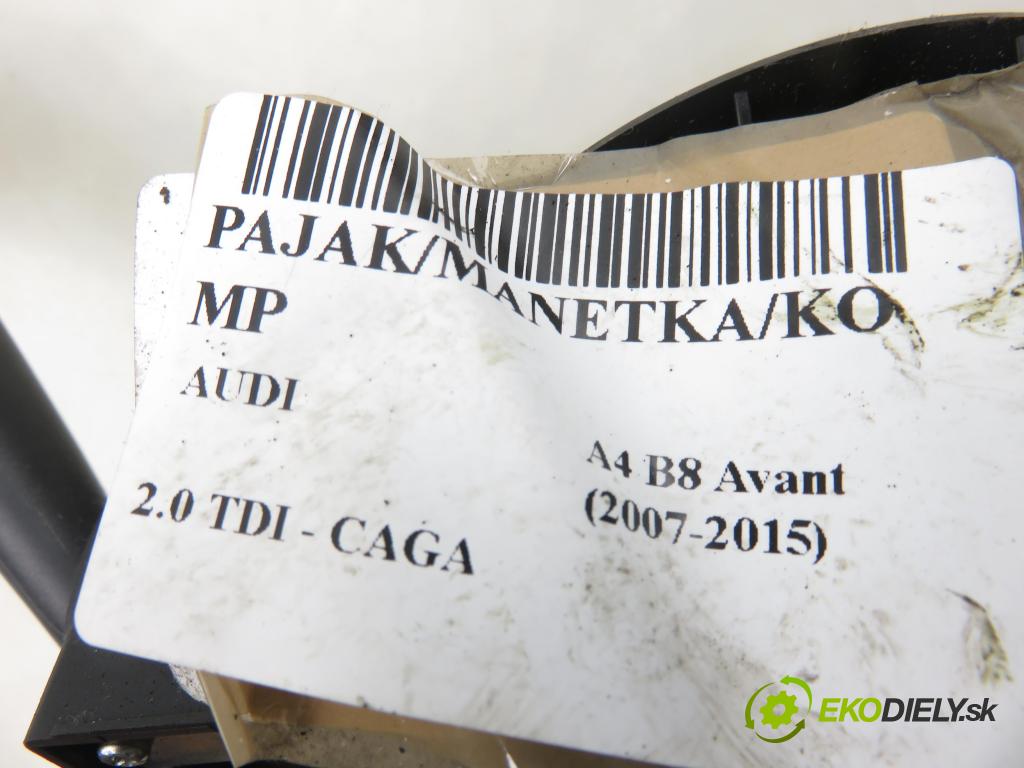 PAJAK/MANETKA/KO
MP
AUDI
A4 B8 Avant
(2007-2015)
2.0 TDI - CAGA
EKODIELY.sk